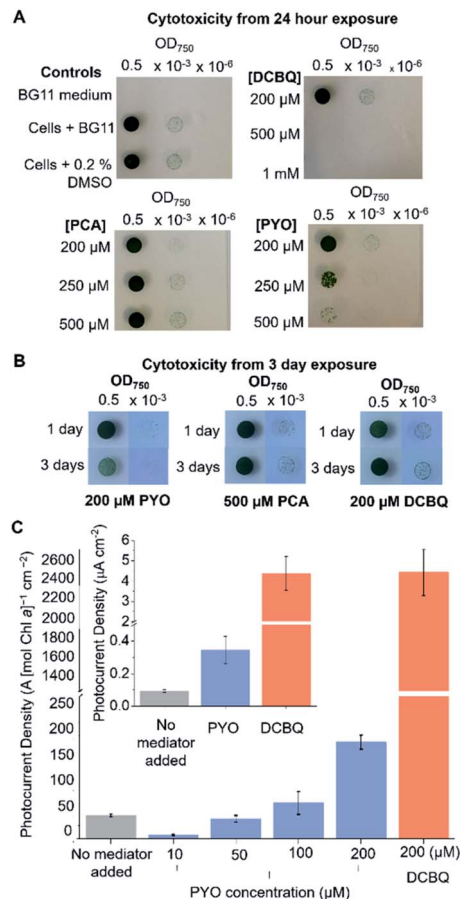 A
Cytotoxicity from 24 hour exposure
OD750
Controls 0.5 x 10-3 x 10-6
BG11 medium
Cells + BG11
Cells + 0.2 %
DMSO
OD750
[DCBQ] 0.5 x 10-3 x 10-6
200 µM
500 µM
1 mM
OD750
[PCA] 0.5 x 10-3 x 10-6
200 µM
250 µM
500 µM
OD750
[PYO] 0.5 x 10-3 x 10-6
200 µM
250 µM
500 µM
B
Cytotoxicity from 3 day exposure
OD750 OD750 OD750
0.5 x 10-3 0.5 x 10-3 0.5 x 10-3
1 day 1 day 1 day
3 days 3 days 3 days
200 µM PYO 500 µM PCA 200 µM DCBQ
C
Photocurrent Density (A [mol Chl a]-1 cm-2)
2600
2400
2200
2000
1800
1600
1400
250
200
150
100
50
0
Photocurrent Density (µA cm-2)
5
4
3
2
0.4
0.2
0.0
No
mediator
added
PYO DCBQ
No mediator
added
10 50 100 200 200 (µM)
DCBQ
PYO concentration (µM)